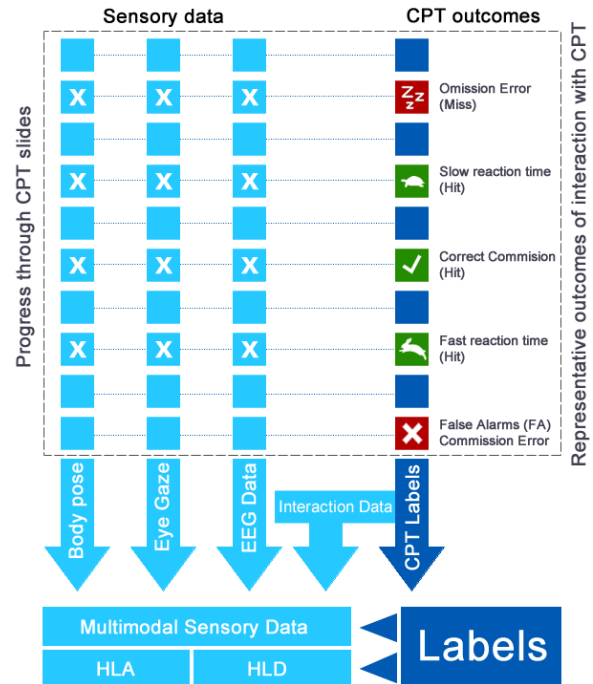 Sensory data
CPT outcomes
Progress through CPT slides
Representative outcomes of interaction with CPT
X X X
Z Z Z
Omission Error
(Miss)
X X X
Slow reaction time
(Hit)
X X X
Correct Commision
(Hit)
X X X
Fast reaction time
(Hit)
False Alarms (FA)
Commission Error
Body pose
Eye Gaze
EEG Data
Interaction Data
CPT Labels
Multimodal Sensory Data
HLA
HLD
Labels